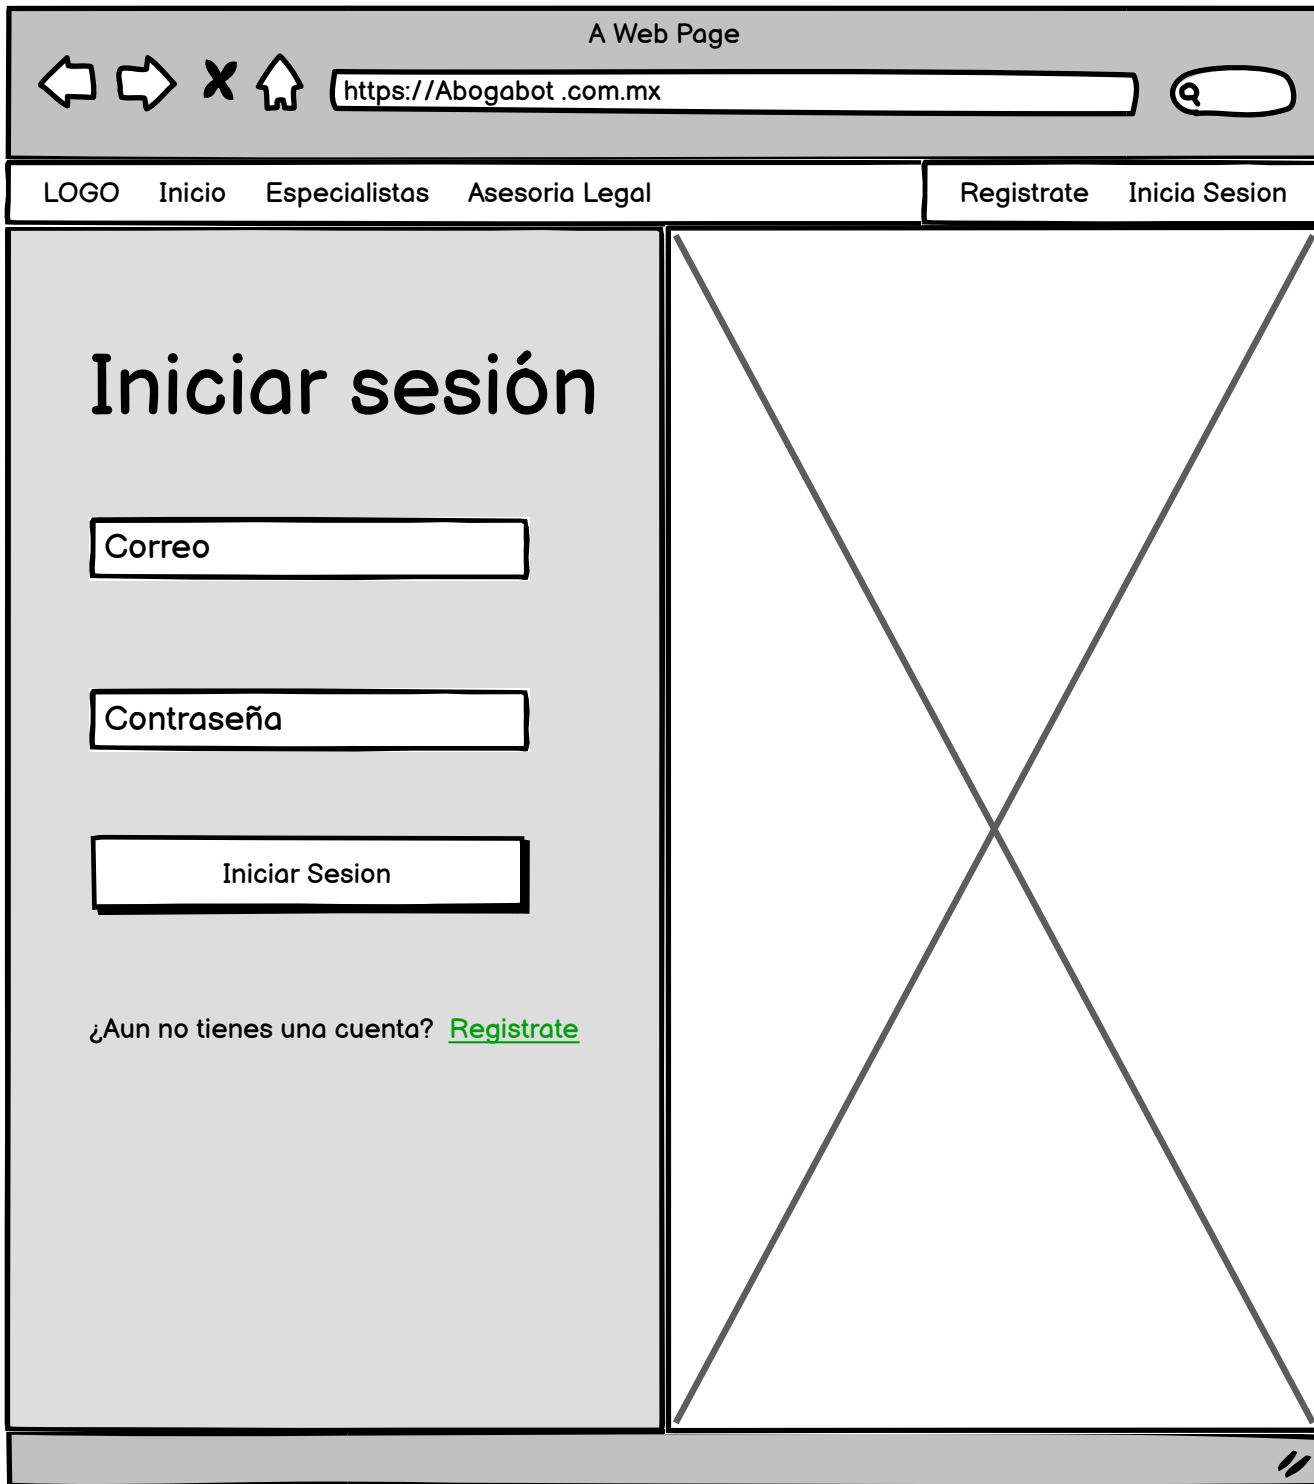 A Web Page
https://Abogabot .com.mx
LOGO Inicio Especialistas Asesoria Legal Registrate Inicia Sesion
Iniciar sesión
Correo
Contraseña
Iniciar Sesion
¿Aun no tienes una cuenta? Registrate